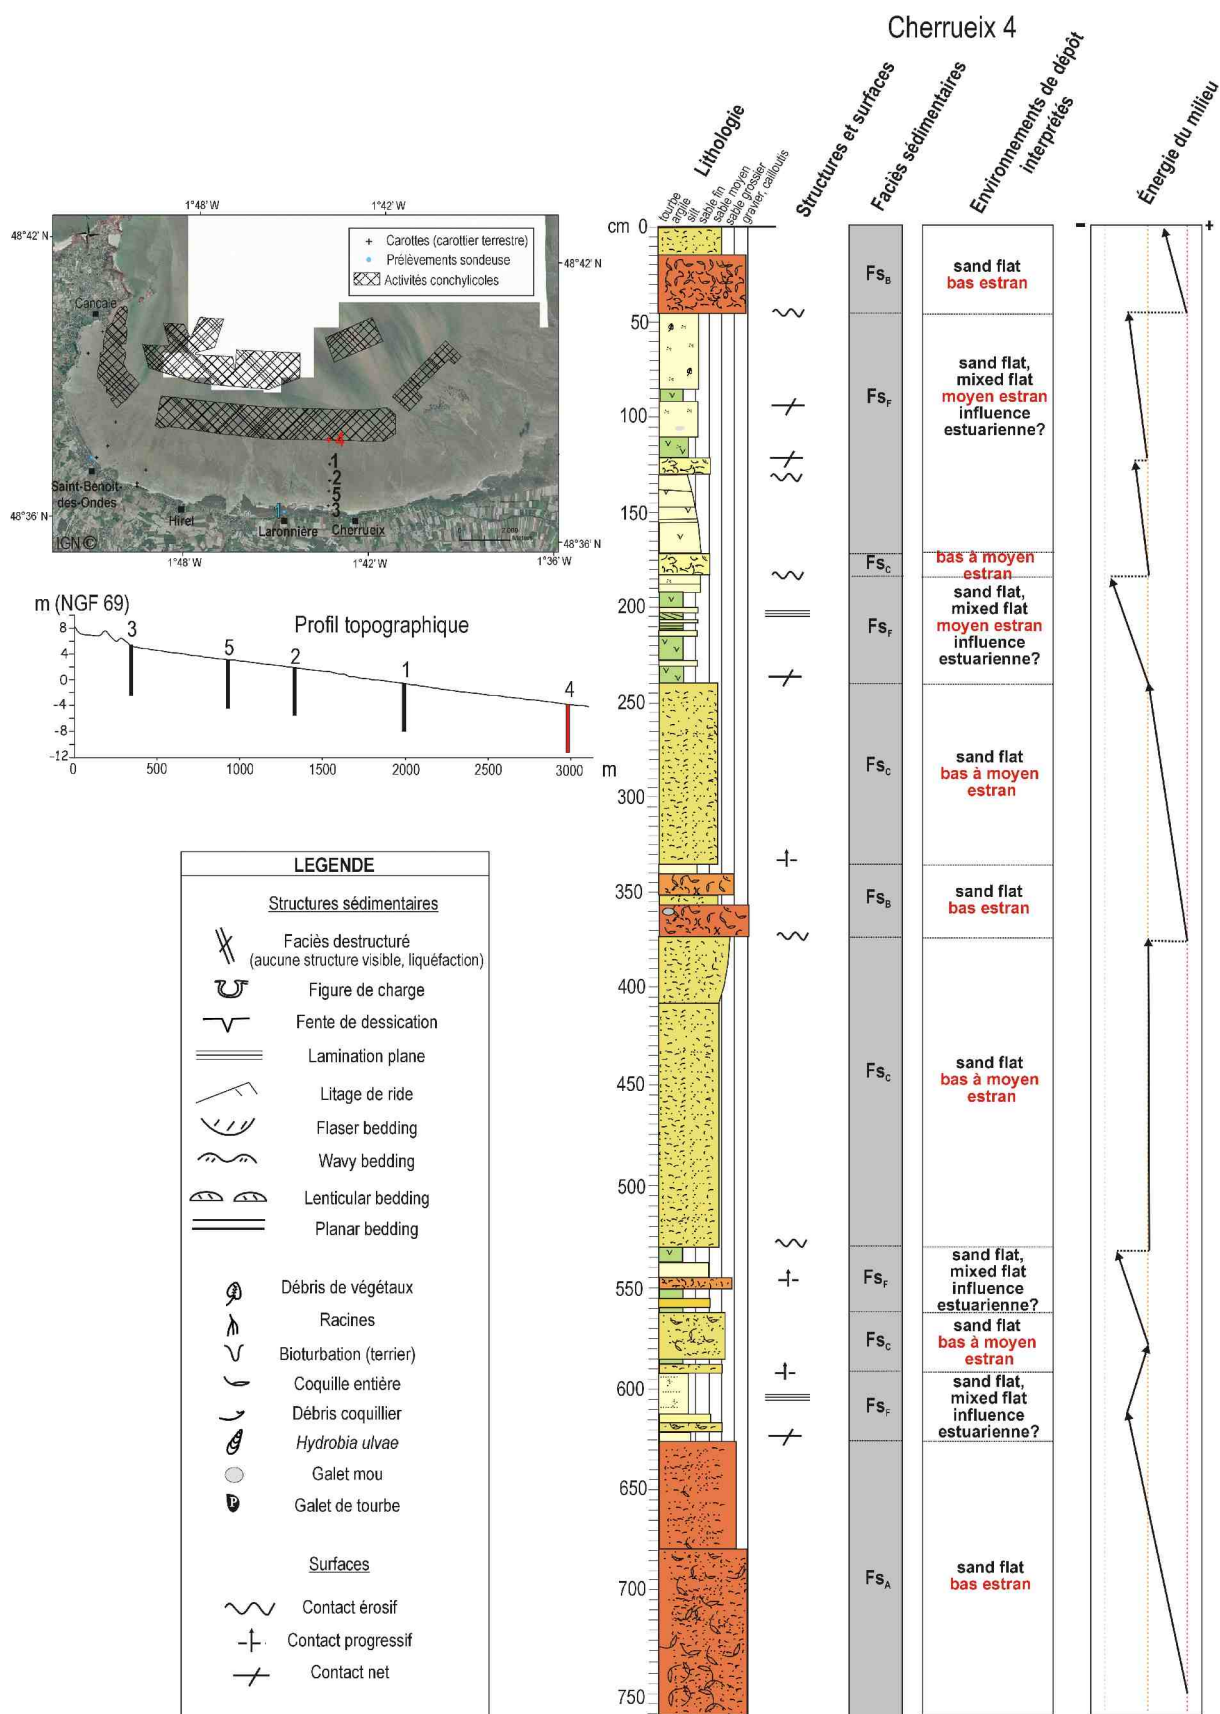 Cherrueix 4
Lithologie
Structures et surfaces
Faciès sédimentaires
Environnements de dépôt
interprétés
Énergie du milieu
tourbe
argile
silt
sable fin
sable moyen
sable grossier
gravier, cailloutis
1°48' W
1°42' W
48°42' N
48°42' N
+ Carottes (carottier terrestre)
Prélèvements sondeuse
Activités conchylicoles
Cancale
4
1
2
5
3
1
Saint-Benoit-
des-Ondes
Hirel
Laronnière
Cherrueix
IGN ©
48°36' N
48°36' N
1°48' W
1°42' W
1°36' W
m (NGF 69)
Profil topographique
8
4
0
-4
-8
-12
3
5
2
1
4
0
500
1000
1500
2000
2500
3000
m
LEGENDE
Structures sédimentaires
Faciès destructuré
(aucune structure visible, liquéfaction)
Figure de charge
Fente de dessication
Lamination plane
Litage de ride
Flaser bedding
Wavy bedding
Lenticular bedding
Planar bedding
Débris de végétaux
Racines
Bioturbation (terrier)
Coquille entière
Débris coquillier
Hydrobia ulvae
Galet mou
P
Galet de tourbe
Surfaces
Contact érosif
Contact progressif
Contact net
cm 0
50
100
150
200
250
300
350
400
450
500
550
600
650
700
750
- +
FsB
sand flat
bas estran
FsF
sand flat,
mixed flat
moyen estran
influence
estuarienne?
FsC
bas à moyen
estran
FsF
sand flat,
mixed flat
moyen estran
influence
estuarienne?
FsC
sand flat
bas à moyen
estran
FsB
sand flat
bas estran
FsC
sand flat
bas à moyen
estran
FsF
sand flat,
mixed flat
influence
estuarienne?
FsC
sand flat
bas à moyen
estran
FsF
sand flat,
mixed flat
influence
estuarienne?
FsA
sand flat
bas estran